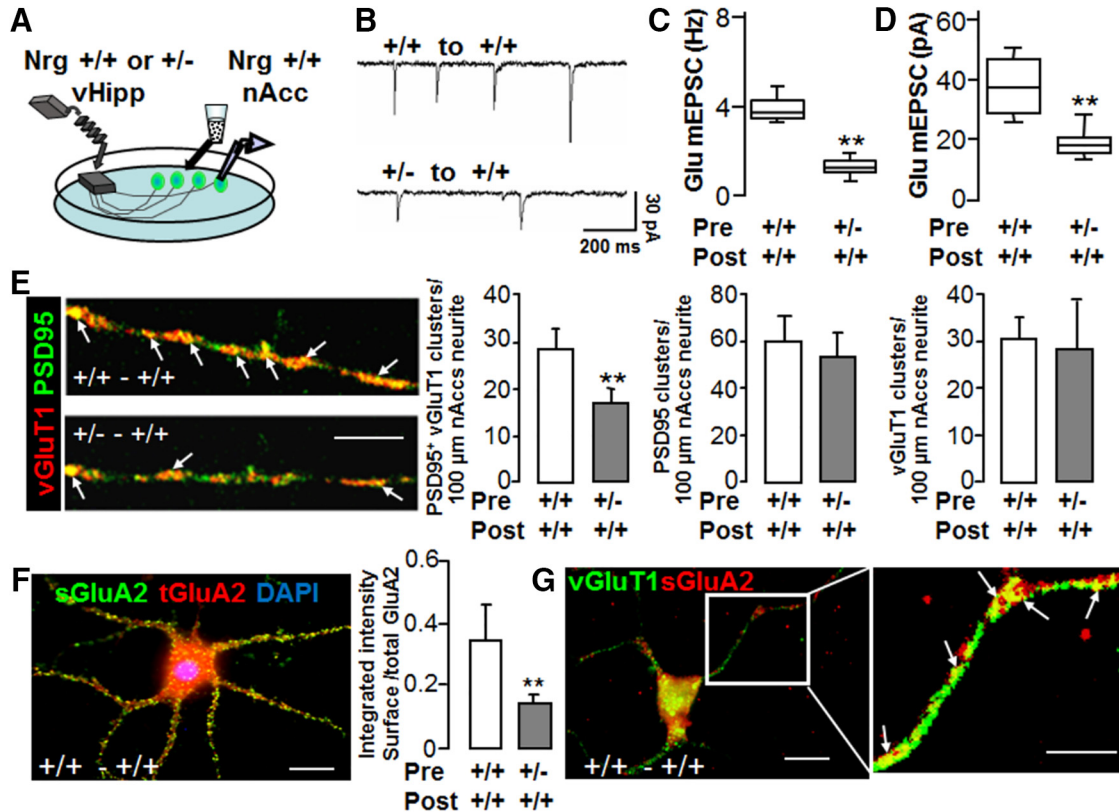 A
Nrg +/+ or +/-
vHipp
Nrg +/+
nAcc
B
+/+ to +/+
+/- to +/+
30 pA
200 ms
C
Glu mEPSC (Hz)
8
4
0
**
Pre +/+ +/-
Post +/+ +/+
D
Glu mEPSC (pA)
60
40
20
0
**
Pre +/+ +/-
Post +/+ +/+
E
vGluT1 PSD95
+/+ - +/+
+/- - +/+
PSD95⁺ vGluT1 clusters/
100 µm nAccs neurite
40
30
20
10
0
**
Pre +/+ +/-
Post +/+ +/+
PSD95 clusters/
100 µm nAccs neurite
80
60
40
20
0
Pre +/+ +/-
Post +/+ +/+
vGluT1 clusters/
100 µm nAccs neurite
40
30
20
10
0
Pre +/+ +/-
Post +/+ +/+
F
sGluA2 tGluA2 DAPI
+/+ - +/+
Integrated intensity
Surface /total GluA2
0.6
0.4
0.2
0
**
Pre +/+ +/-
Post +/+ +/+
G
vGluT1sGluA2
+/+ - +/+